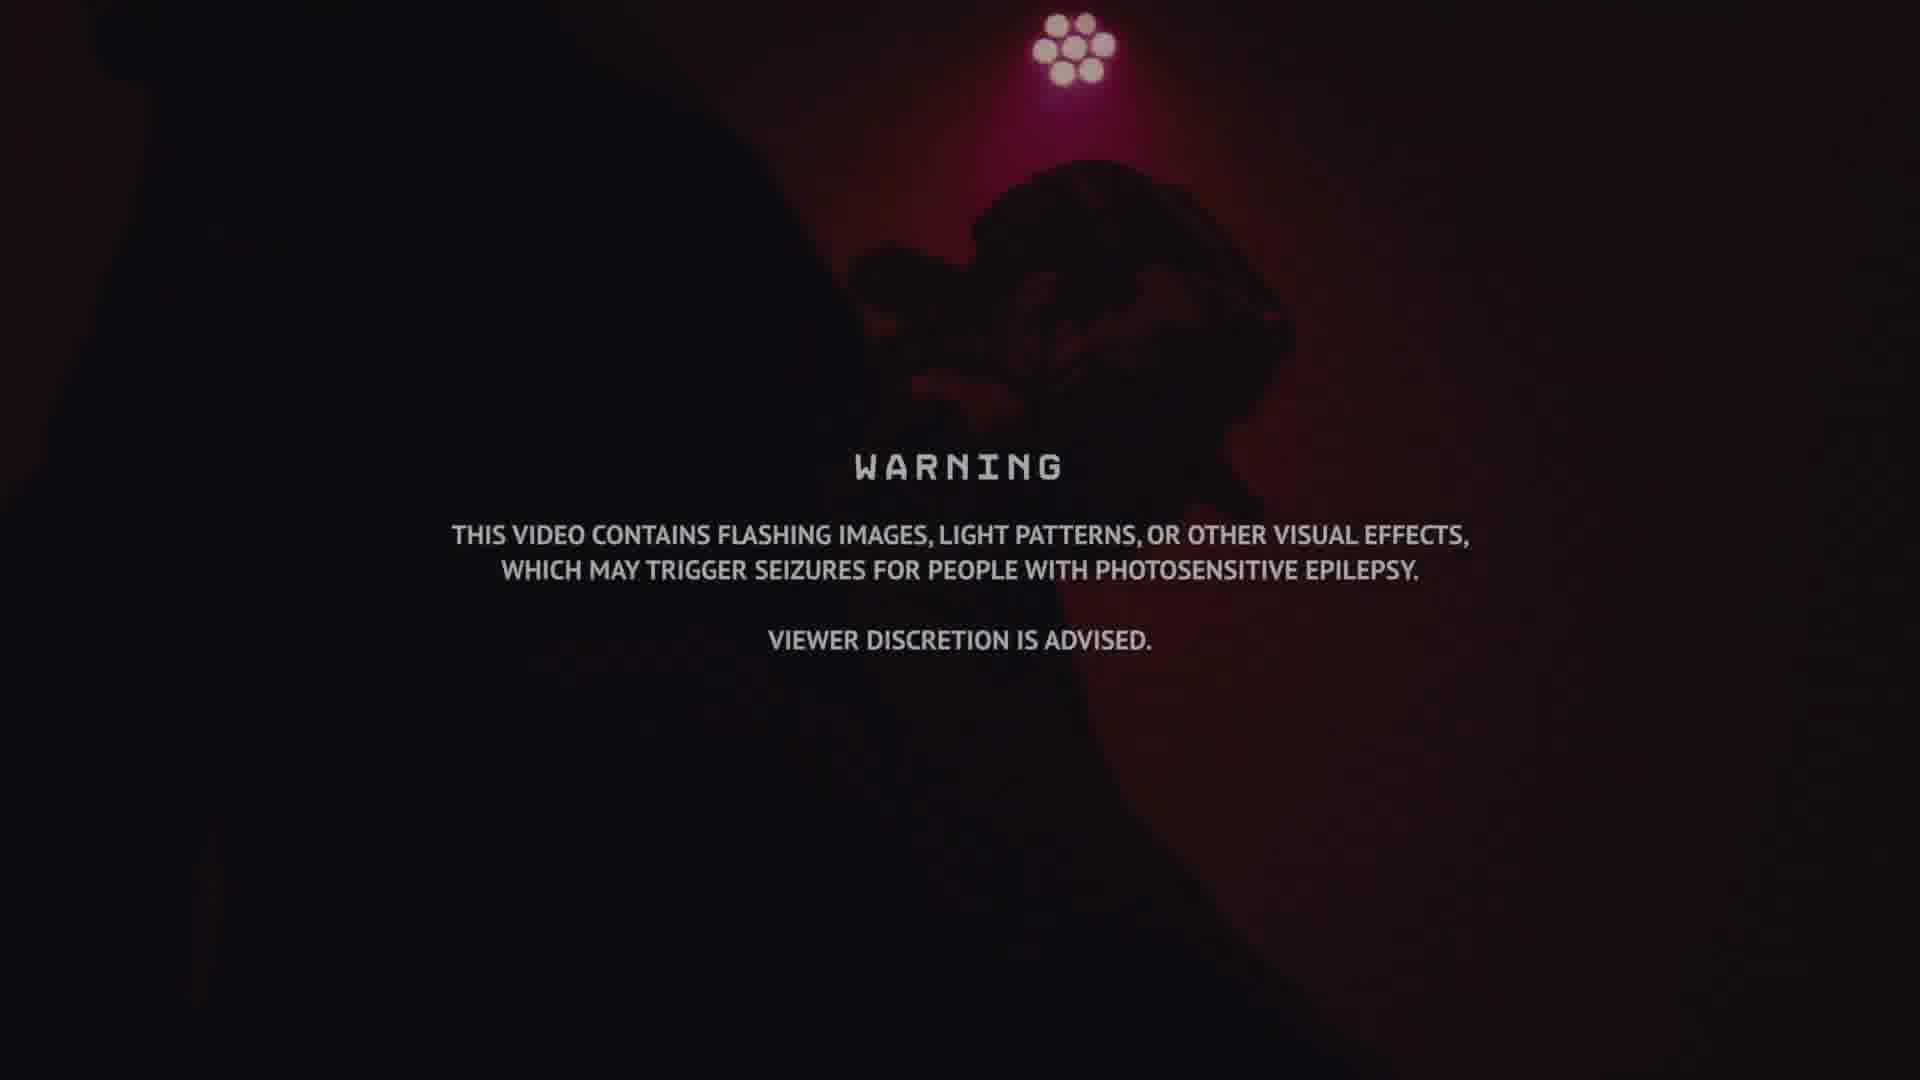 WARNING
THIS VIDEO CONTAINS FLASHING IMAGES, LIGHT PATTERNS, OR OTHER VISUAL EFFECTS,
WHICH MAY TRIGGER SEIZURES FOR PEOPLE WITH PHOTOSENSITIVE EPILEPSY.
VIEWER DISCRETION IS ADVISED.